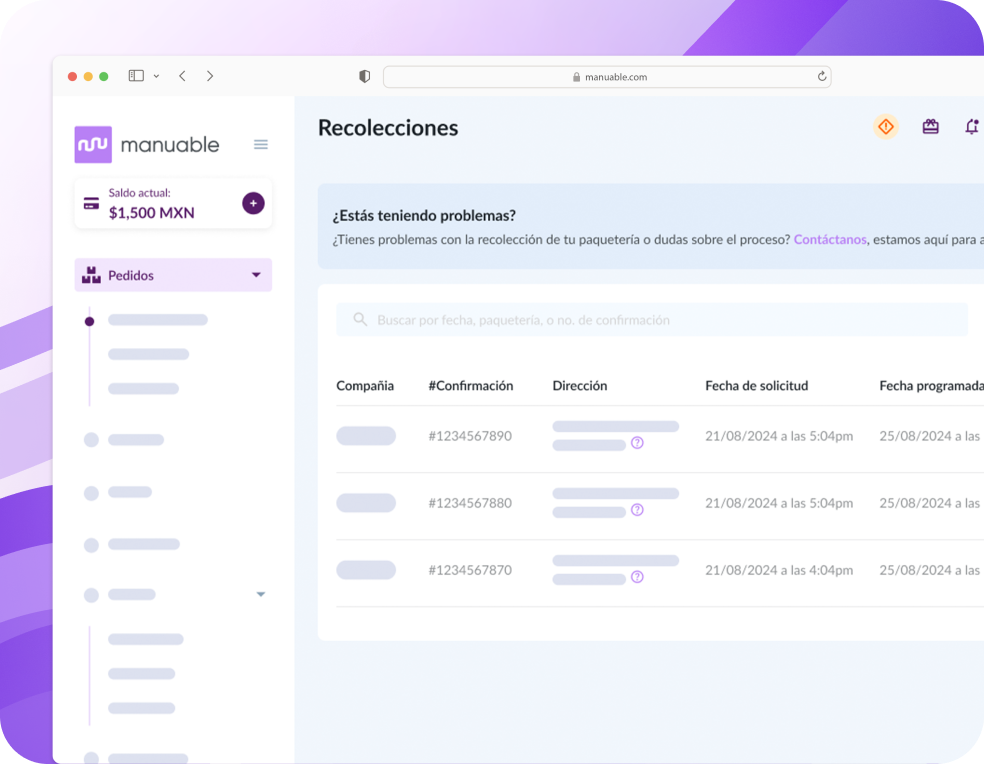 manuable.com
manuable
Saldo actual:
$1,500 MXN
Pedidos
Recolecciones
¿Estás teniendo problemas?
¿Tienes problemas con la recolección de tu paquetería o dudas sobre el proceso? Contáctanos, estamos aquí para a
Buscar por fecha, paquetería, o no. de confirmación
Compañia #Confirmación Dirección Fecha de solicitud Fecha programada
#1234567890 21/08/2024 a las 5:04pm 25/08/2024 a las
#1234567880 21/08/2024 a las 5:04pm 25/08/2024 a las
#1234567870 21/08/2024 a las 4:04pm 25/08/2024 a las